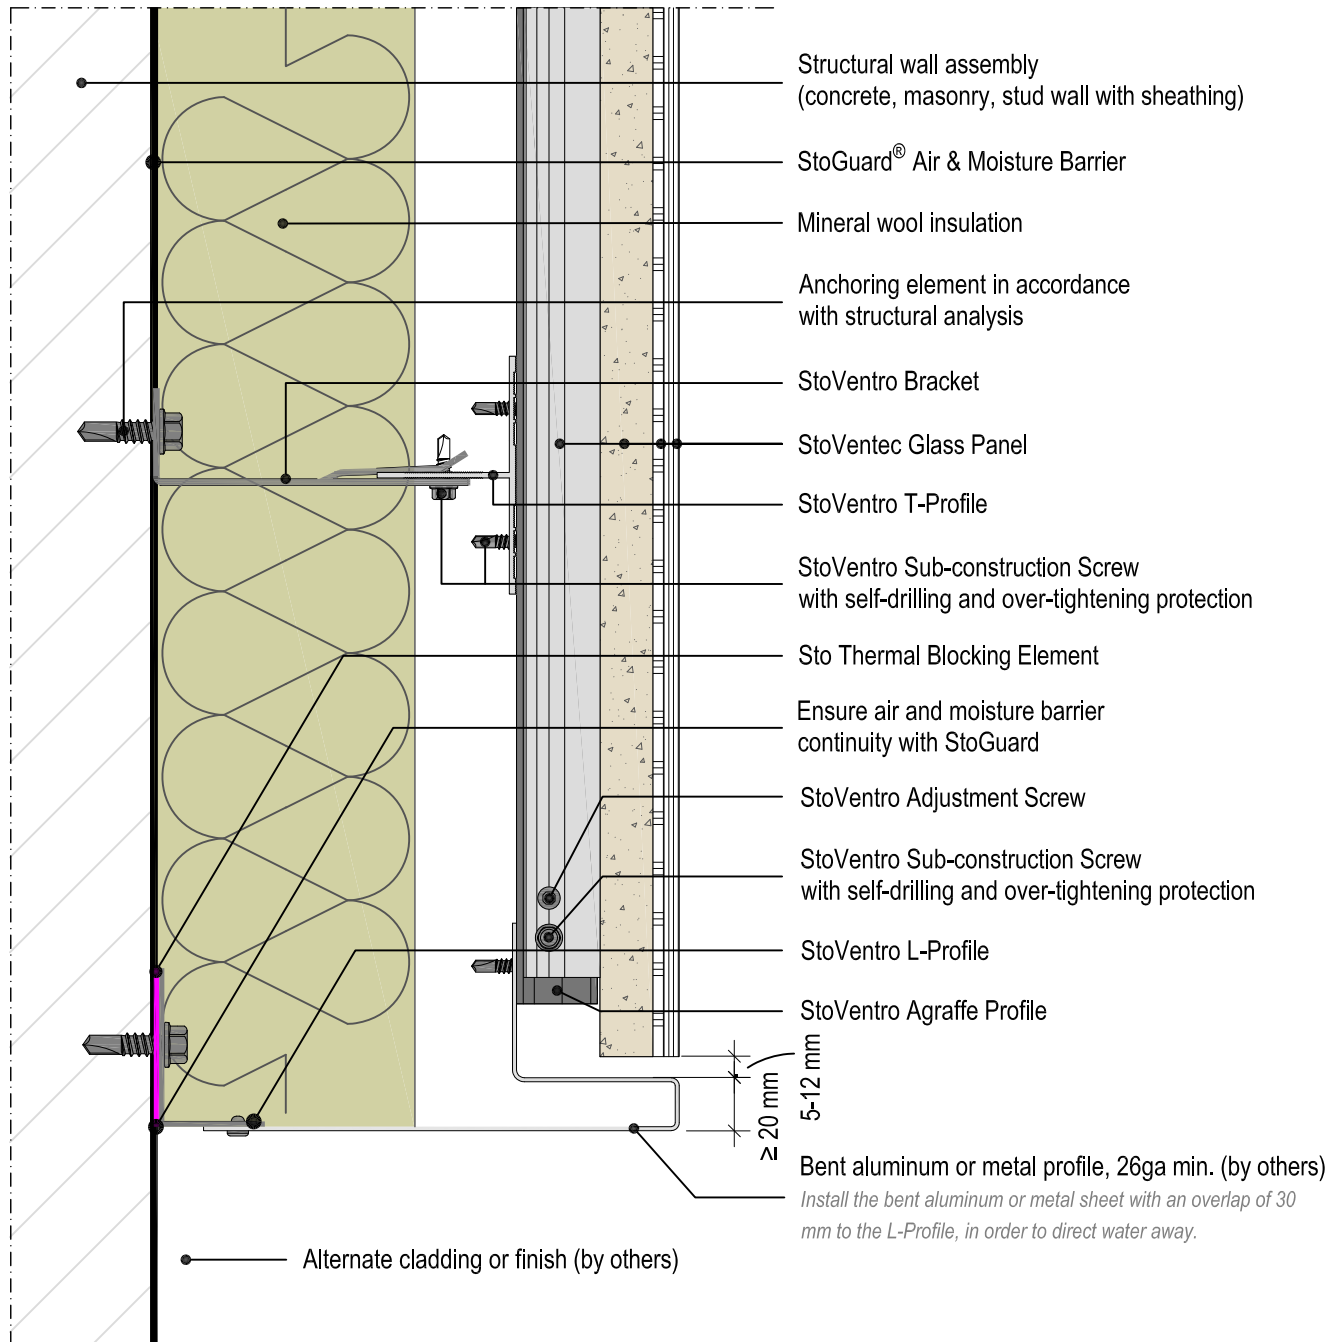 Structural wall assembly
(concrete, masonry, stud wall with sheathing)
StoGuard® Air & Moisture Barrier
Mineral wool insulation
Anchoring element in accordance
with structural analysis
StoVentro Bracket
StoVentec Glass Panel
StoVentro T-Profile
StoVentro Sub-construction Screw
with self-drilling and over-tightening protection
Sto Thermal Blocking Element
Ensure air and moisture barrier
continuity with StoGuard
StoVentro Adjustment Screw
StoVentro Sub-construction Screw
with self-drilling and over-tightening protection
StoVentro L-Profile
StoVentro Agraffe Profile
5-12 mm
≥ 20 mm
Bent aluminum or metal profile, 26ga min. (by others)
Install the bent aluminum or metal sheet with an overlap of 30
mm to the L-Profile, in order to direct water away.
Alternate cladding or finish (by others)